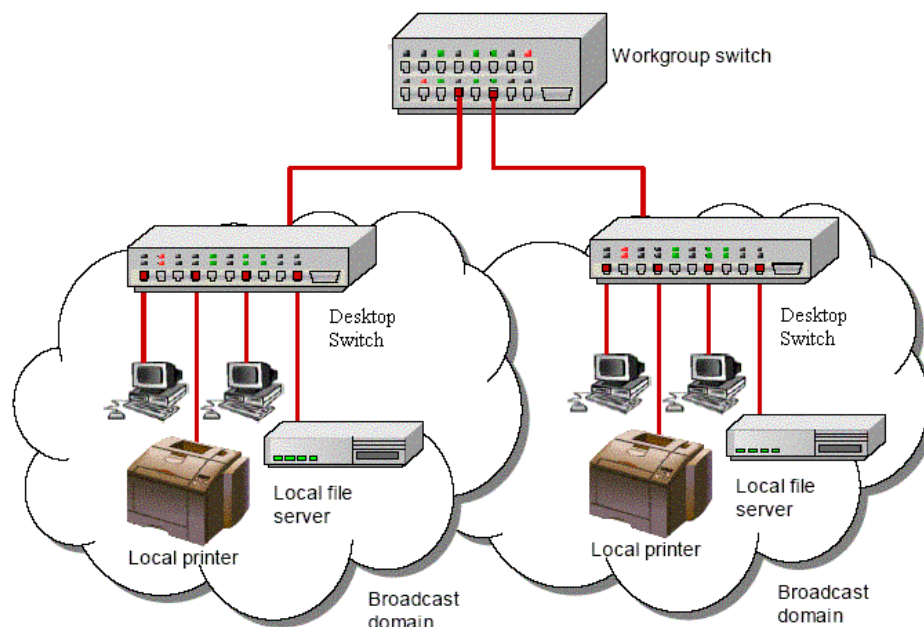 Workgroup switch
Desktop
Switch
Desktop
Switch
Local file
server
Local file
server
Local printer
Local printer
Broadcast
domain
Broadcast
domain